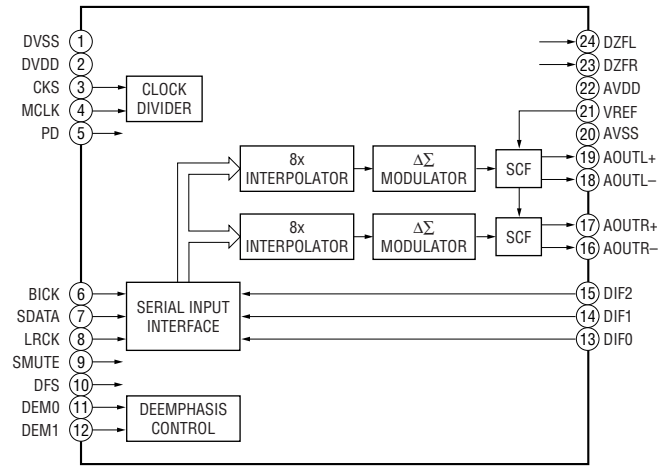 DVSS 1
DVDD 2
CKS 3
MCLK 4
PD 5
CLOCK
DIVIDER
24 DZFL
23 DZFR
22 AVDD
21 VREF
20 AVSS
19 AOUTL+
18 AOUTL–
17 AOUTR+
16 AOUTR–
8x
INTERPOLATOR
ΔΣ
MODULATOR
SCF
8x
INTERPOLATOR
ΔΣ
MODULATOR
SCF
BICK 6
SDATA 7
LRCK 8
SMUTE 9
DFS 10
DEM0 11
DEM1 12
SERIAL INPUT
INTERFACE
15 DIF2
14 DIF1
13 DIF0
DEEMPHASIS
CONTROL